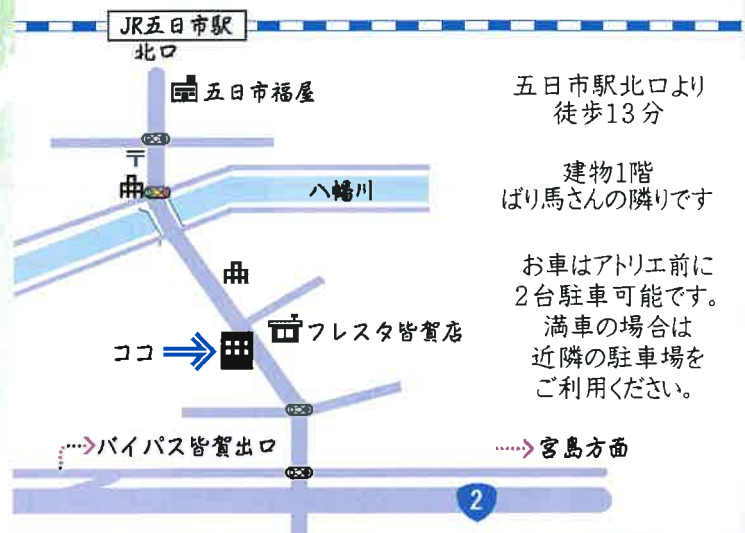 JR五日市駅
北口
五日市福屋
〒
八幡川
フレスタ皆賀店
ココ
バイパス皆賀出口
宮島方面
2
五日市駅北口より
徒歩13分
建物1階
ばり馬さんの隣りです
お車はアトリエ前に
2台駐車可能です。
満車の場合は
近隣の駐車場を
ご利用ください。